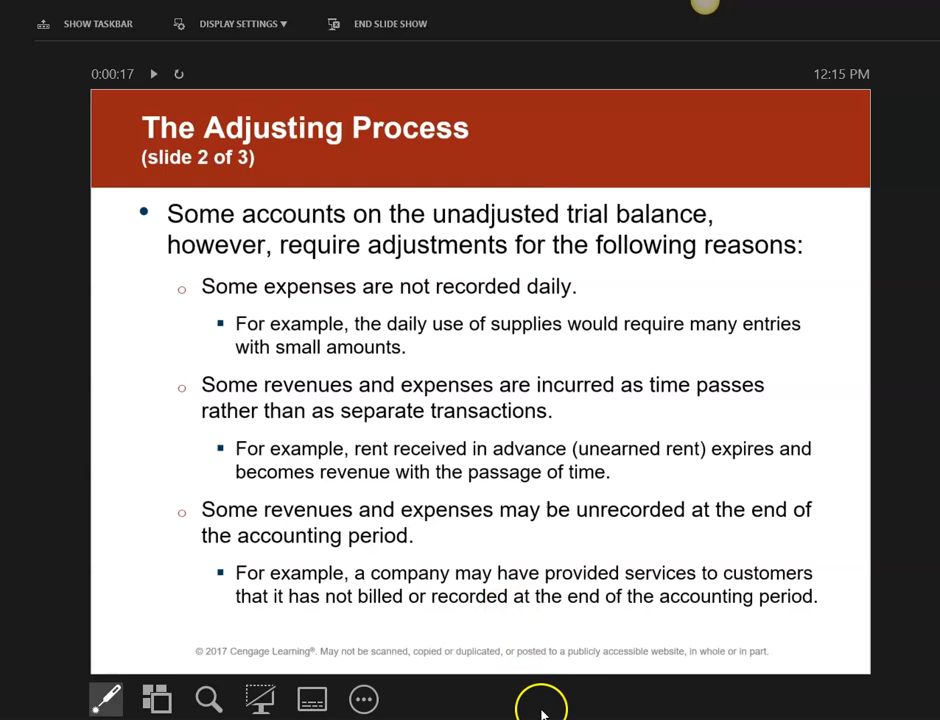 SHOW TASKBAR DISPLAY SETTINGS ▼ END SLIDE SHOW
0:00:17 12:15 PM
The Adjusting Process
(slide 2 of 3)
• Some accounts on the unadjusted trial balance,
however, require adjustments for the following reasons:
o Some expenses are not recorded daily.
▪ For example, the daily use of supplies would require many entries
with small amounts.
o Some revenues and expenses are incurred as time passes
rather than as separate transactions.
▪ For example, rent received in advance (unearned rent) expires and
becomes revenue with the passage of time.
o Some revenues and expenses may be unrecorded at the end of
the accounting period.
▪ For example, a company may have provided services to customers
that it has not billed or recorded at the end of the accounting period.
© 2017 Cengage Learning®. May not be scanned, copied or duplicated, or posted to a publicly accessible website, in whole or in part.